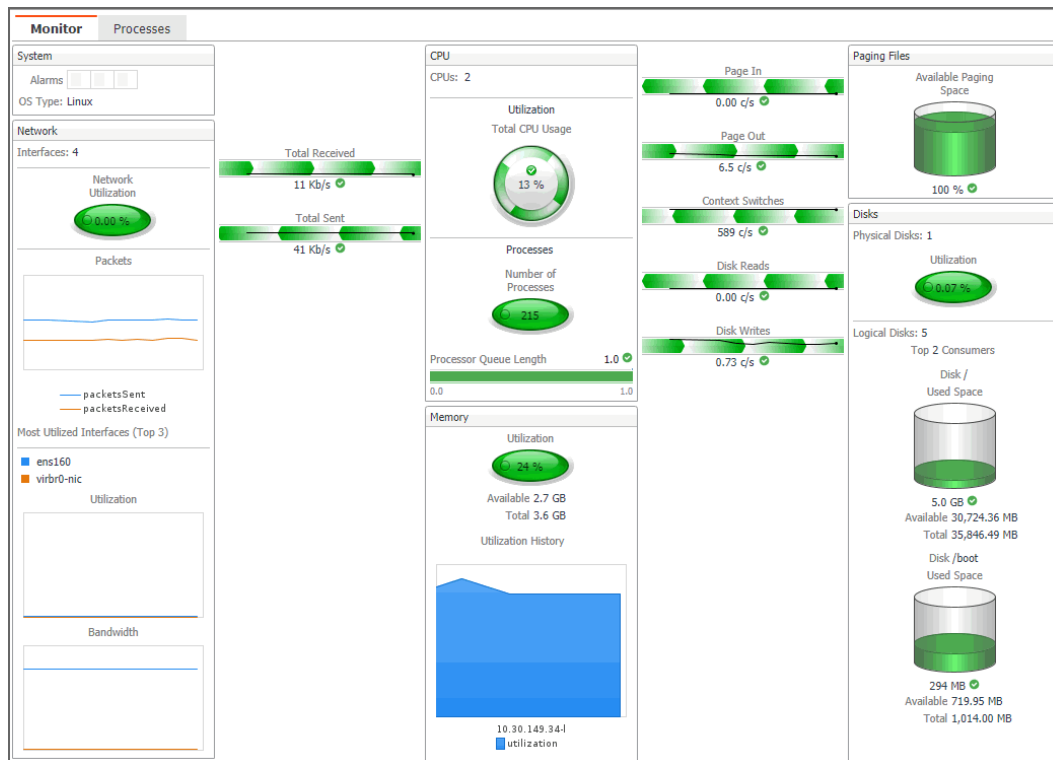 Monitor
Processes
System
Alarms
OS Type: Linux
Network
Interfaces: 4
Network
Utilization
0.00 %
Packets
packetsSent
packetsReceived
Most Utilized Interfaces (Top 3)
ens160
virbr0-nic
Utilization
Bandwidth
Total Received
11 Kb/s
Total Sent
41 Kb/s
CPU
CPUs: 2
Utilization
Total CPU Usage
13 %
Processes
Number of
Processes
215
Processor Queue Length 1.0
0.0 1.0
Memory
Utilization
24 %
Available 2.7 GB
Total 3.6 GB
Utilization History
10.30.149.34-l
utilization
Page In
0.00 c/s
Page Out
6.5 c/s
Context Switches
589 c/s
Disk Reads
0.00 c/s
Disk Writes
0.73 c/s
Paging Files
Available Paging
Space
100 %
Disks
Physical Disks: 1
Utilization
0.07 %
Logical Disks: 5
Top 2 Consumers
Disk /
Used Space
5.0 GB
Available 30,724.36 MB
Total 35,846.49 MB
Disk /boot
Used Space
294 MB
Available 719.95 MB
Total 1,014.00 MB